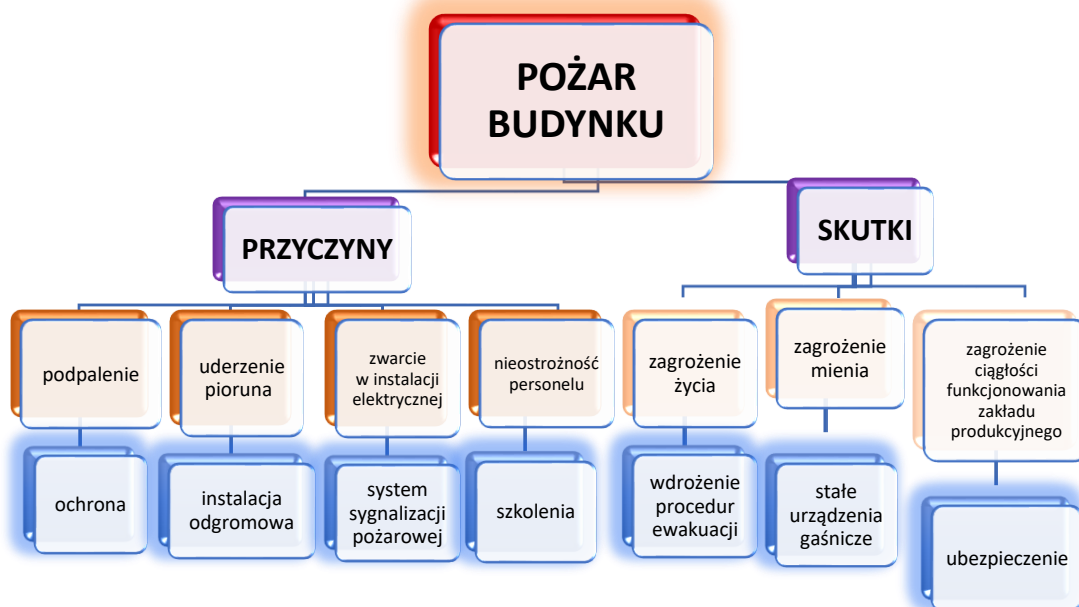 POŻAR
BUDYNKU
PRZYCZYNY
SKUTKI
podpalenie
uderzenie
pioruna
zwarcie
w instalacji
elektrycznej
nieostrożność
personelu
zagrożenie
życia
zagrożenie
mienia
zagrożenie
ciągłości
funkcjonowania
zakładu
produkcyjnego
ochrona
instalacja
odgromowa
system
sygnalizacji
pożarowej
szkolenia
wdrożenie
procedur
ewakuacji
stałe
urządzenia
gaśnicze
ubezpieczenie